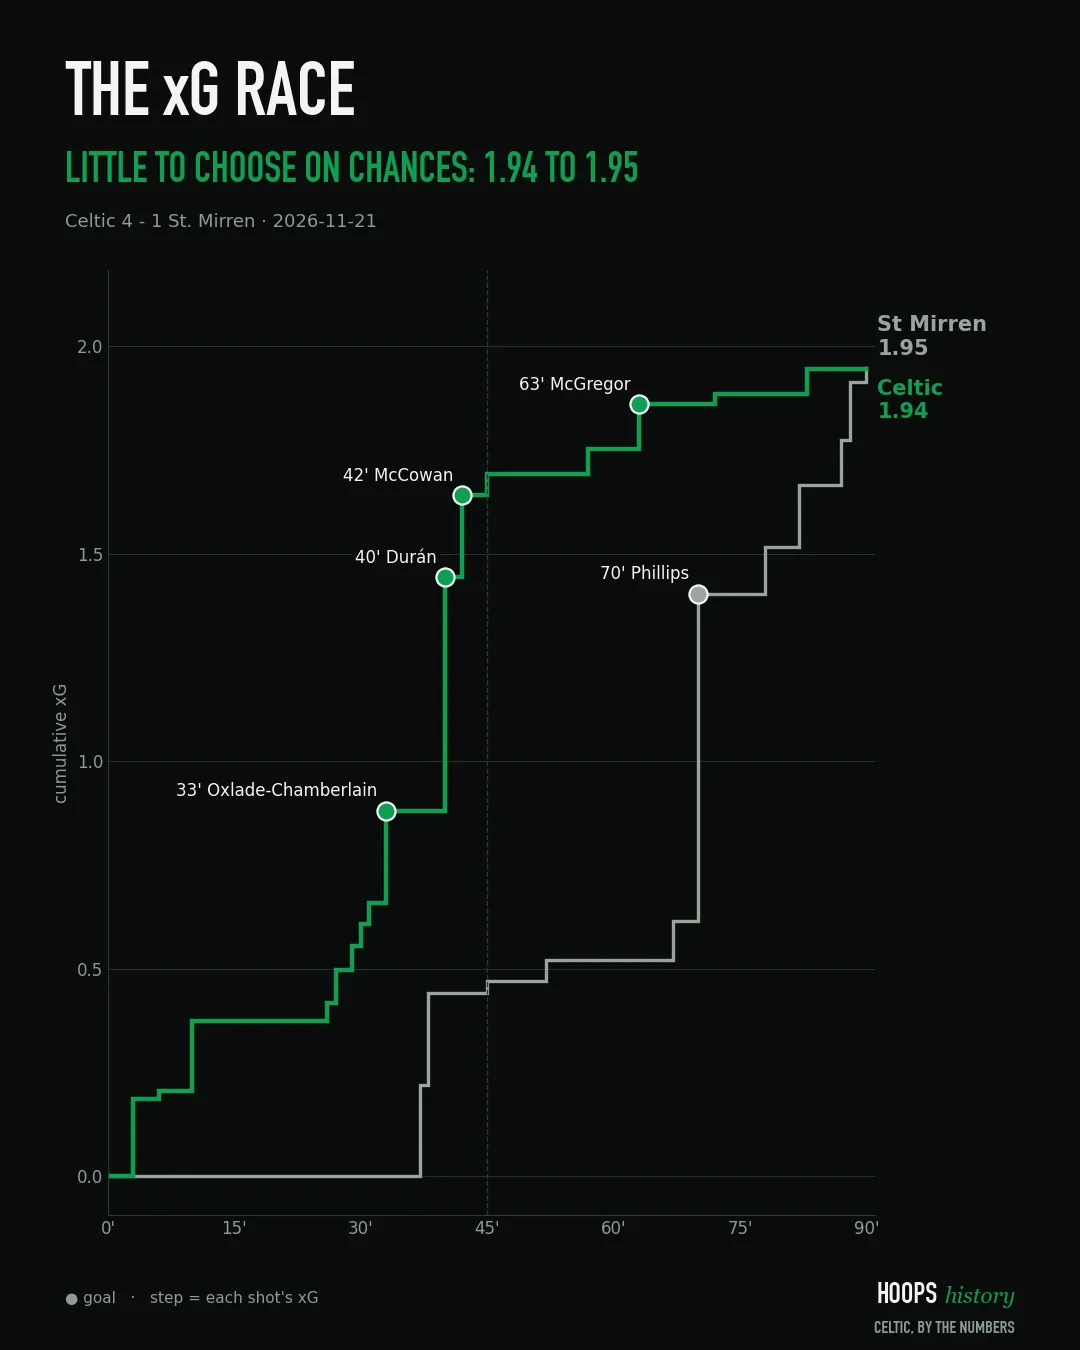 THE xG RACE
LITTLE TO CHOOSE ON CHANCES: 1.94 TO 1.95
Celtic 4 - 1 St. Mirren · 2026-11-21
St Mirren
1.95
2.0
63' McGregor
Celtic
1.94
42' McCowan
40' Durán
1.5
70' Phillips
cumulative xG
1.0
33' Oxlade-Chamberlain
0.5
0.0
0' 15' 30' 45' 60' 75' 90'
goal · step = each shot's xG
HOOPS history
CELTIC, BY THE NUMBERS